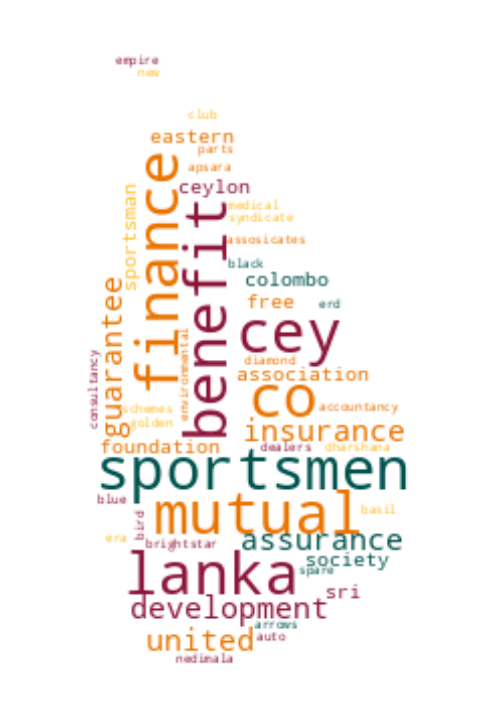 empire
new
club
eastern
parts
apsara
finance
ceylon
sportsman
benefit
medical
syndicate
assosicates
black
colombo
free
erd
guarantee
cey
environmental
diamond
association
consultancy
co
schemes
accountancy
golden
insurance
foundation
dealers
dharshana
sportsmen
blue
mutual
basil
bird
era
brightstar
assurance
society
lanka
spare
sri
development
arrows
united
auto
nedimala